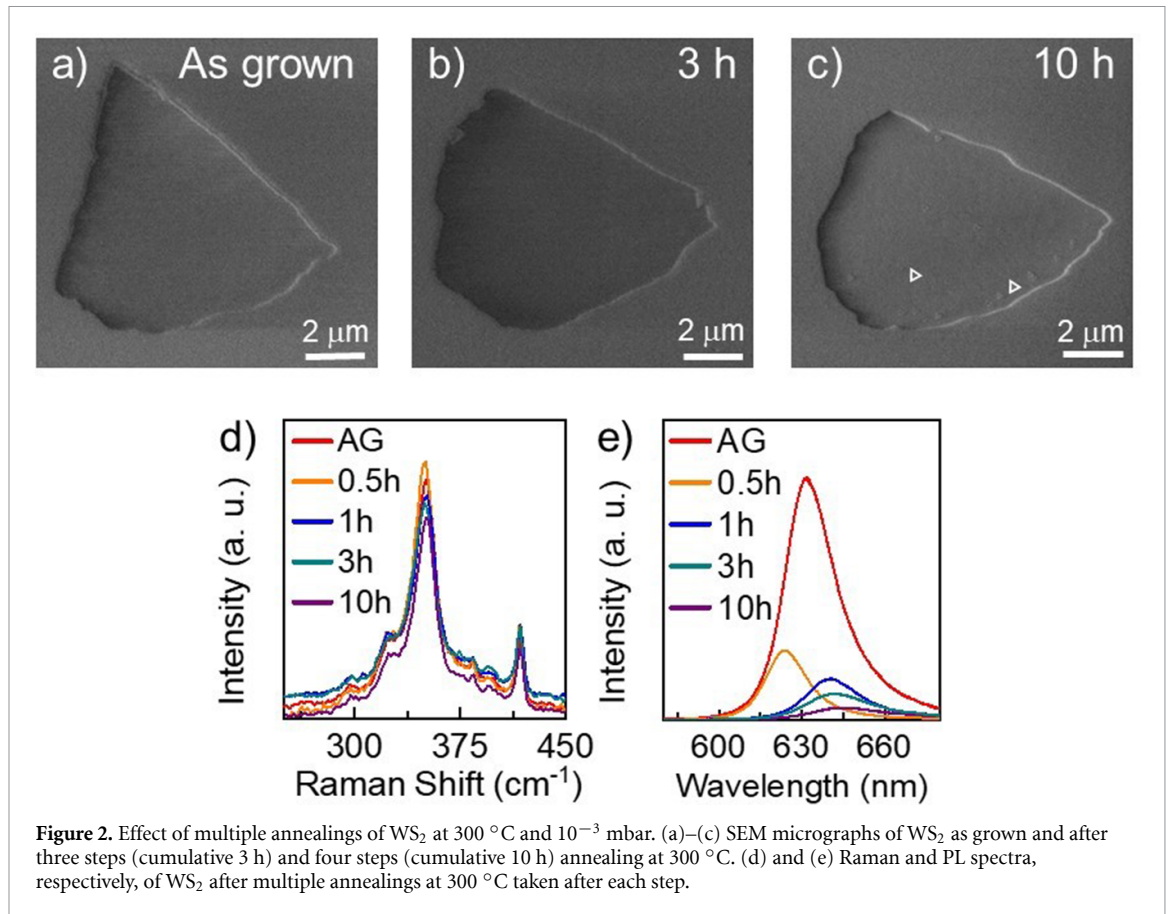 a) As grown
b) 3 h
c) 10 h
2 μm
2 μm
2 μm
d)
AG
0.5h
1h
3h
10h
Intensity (a. u.)
300 375 450
Raman Shift (cm⁻¹)
e)
AG
0.5h
1h
3h
10h
Intensity (a. u.)
600 630 660
Wavelength (nm)
Figure 2. Effect of multiple annealings of WS₂ at 300 °C and 10⁻³ mbar. (a)–(c) SEM micrographs of WS₂ as grown and after
three steps (cumulative 3 h) and four steps (cumulative 10 h) annealing at 300 °C. (d) and (e) Raman and PL spectra,
respectively, of WS₂ after multiple annealings at 300 °C taken after each step.